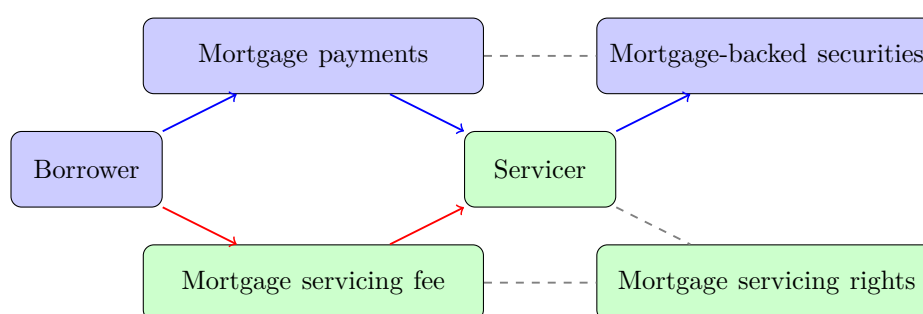 Mortgage payments
Mortgage-backed securities
Borrower
Servicer
Mortgage servicing fee
Mortgage servicing rights